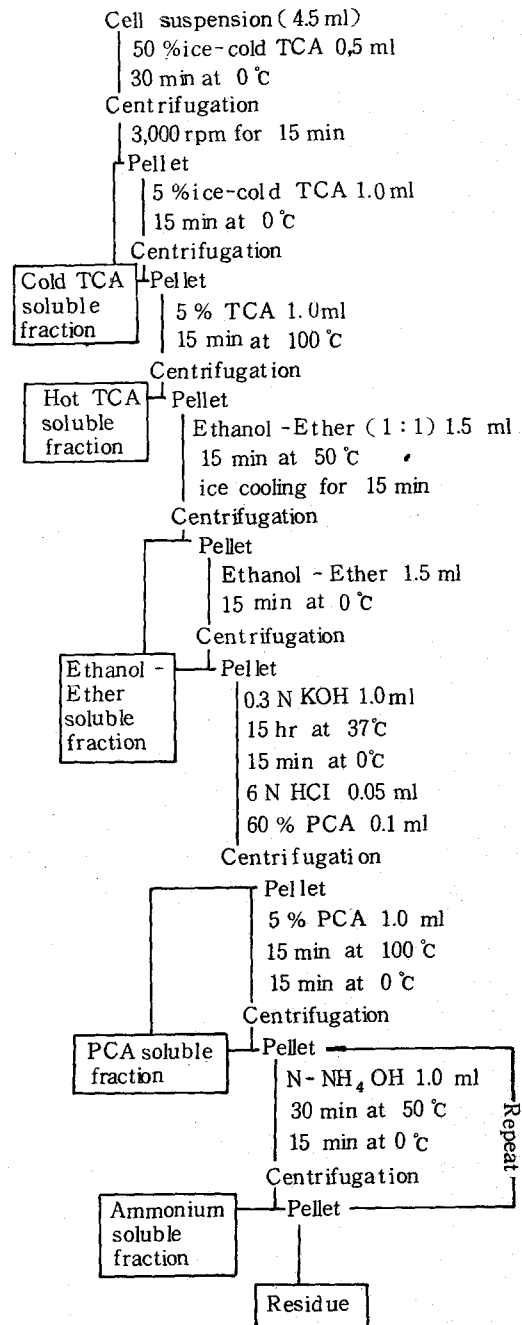 Cell suspension (4.5 ml)
50 %ice-cold TCA 0,5 ml
30 min at 0 ℃
Centrifugation
3,000 rpm for 15 min
Pellet
5 %ice-cold TCA 1.0 ml
15 min at 0 ℃
Centrifugation
Cold TCA
soluble
fraction
Pellet
5 % TCA 1.0ml
15 min at 100 ℃
Centrifugation
Hot TCA
soluble
fraction
Pellet
Ethanol -Ether (1 : 1) 1.5 ml
15 min at 50 ℃
ice cooling for 15 min
Centrifugation
Pellet
Ethanol - Ether 1.5 ml
15 min at 0 ℃
Centrifugation
Ethanol -
Ether
soluble
fraction
Pellet
0.3 N KOH 1.0ml
15 hr at 37℃
15 min at 0℃
6 N HCl 0.05 ml
60 % PCA 0.1 ml
Centrifugation
Pellet
5 % PCA 1.0 ml
15 min at 100 ℃
15 min at 0 ℃
Centrifugation
PCA soluble
fraction
Pellet
N-NH4 OH 1.0 ml
30 min at 50 ℃
15 min at 0 ℃
Repeat
Centrifugation
Ammonium
soluble
fraction
Pellet
Residue